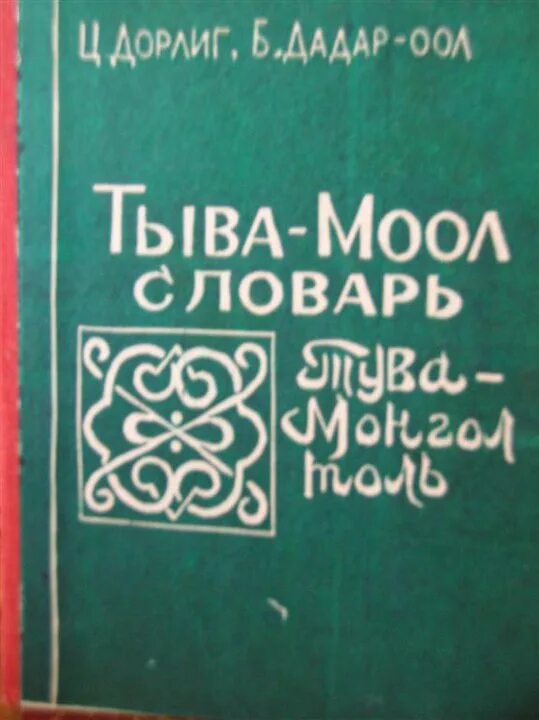 Ц. ДОРЛИГ, Б. ДАДАР-ООЛ
ТЫВА-МООЛ
СЛОВАРЬ
Тува-
Монгол
толь